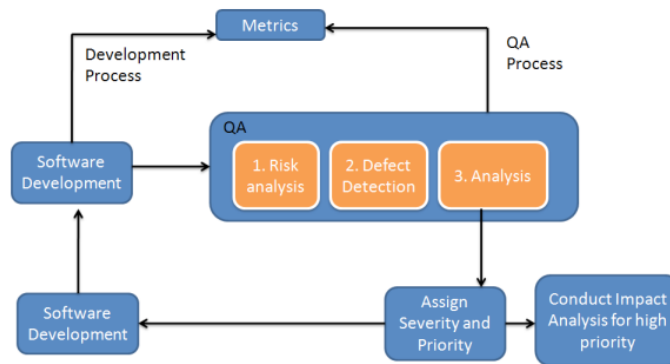 Metrics
Development
Process
QA
Process
QA
Software
Development
1. Risk
analysis
2. Defect
Detection
3. Analysis
Software
Development
Assign
Severity and
Priority
Conduct Impact
Analysis for high
priority